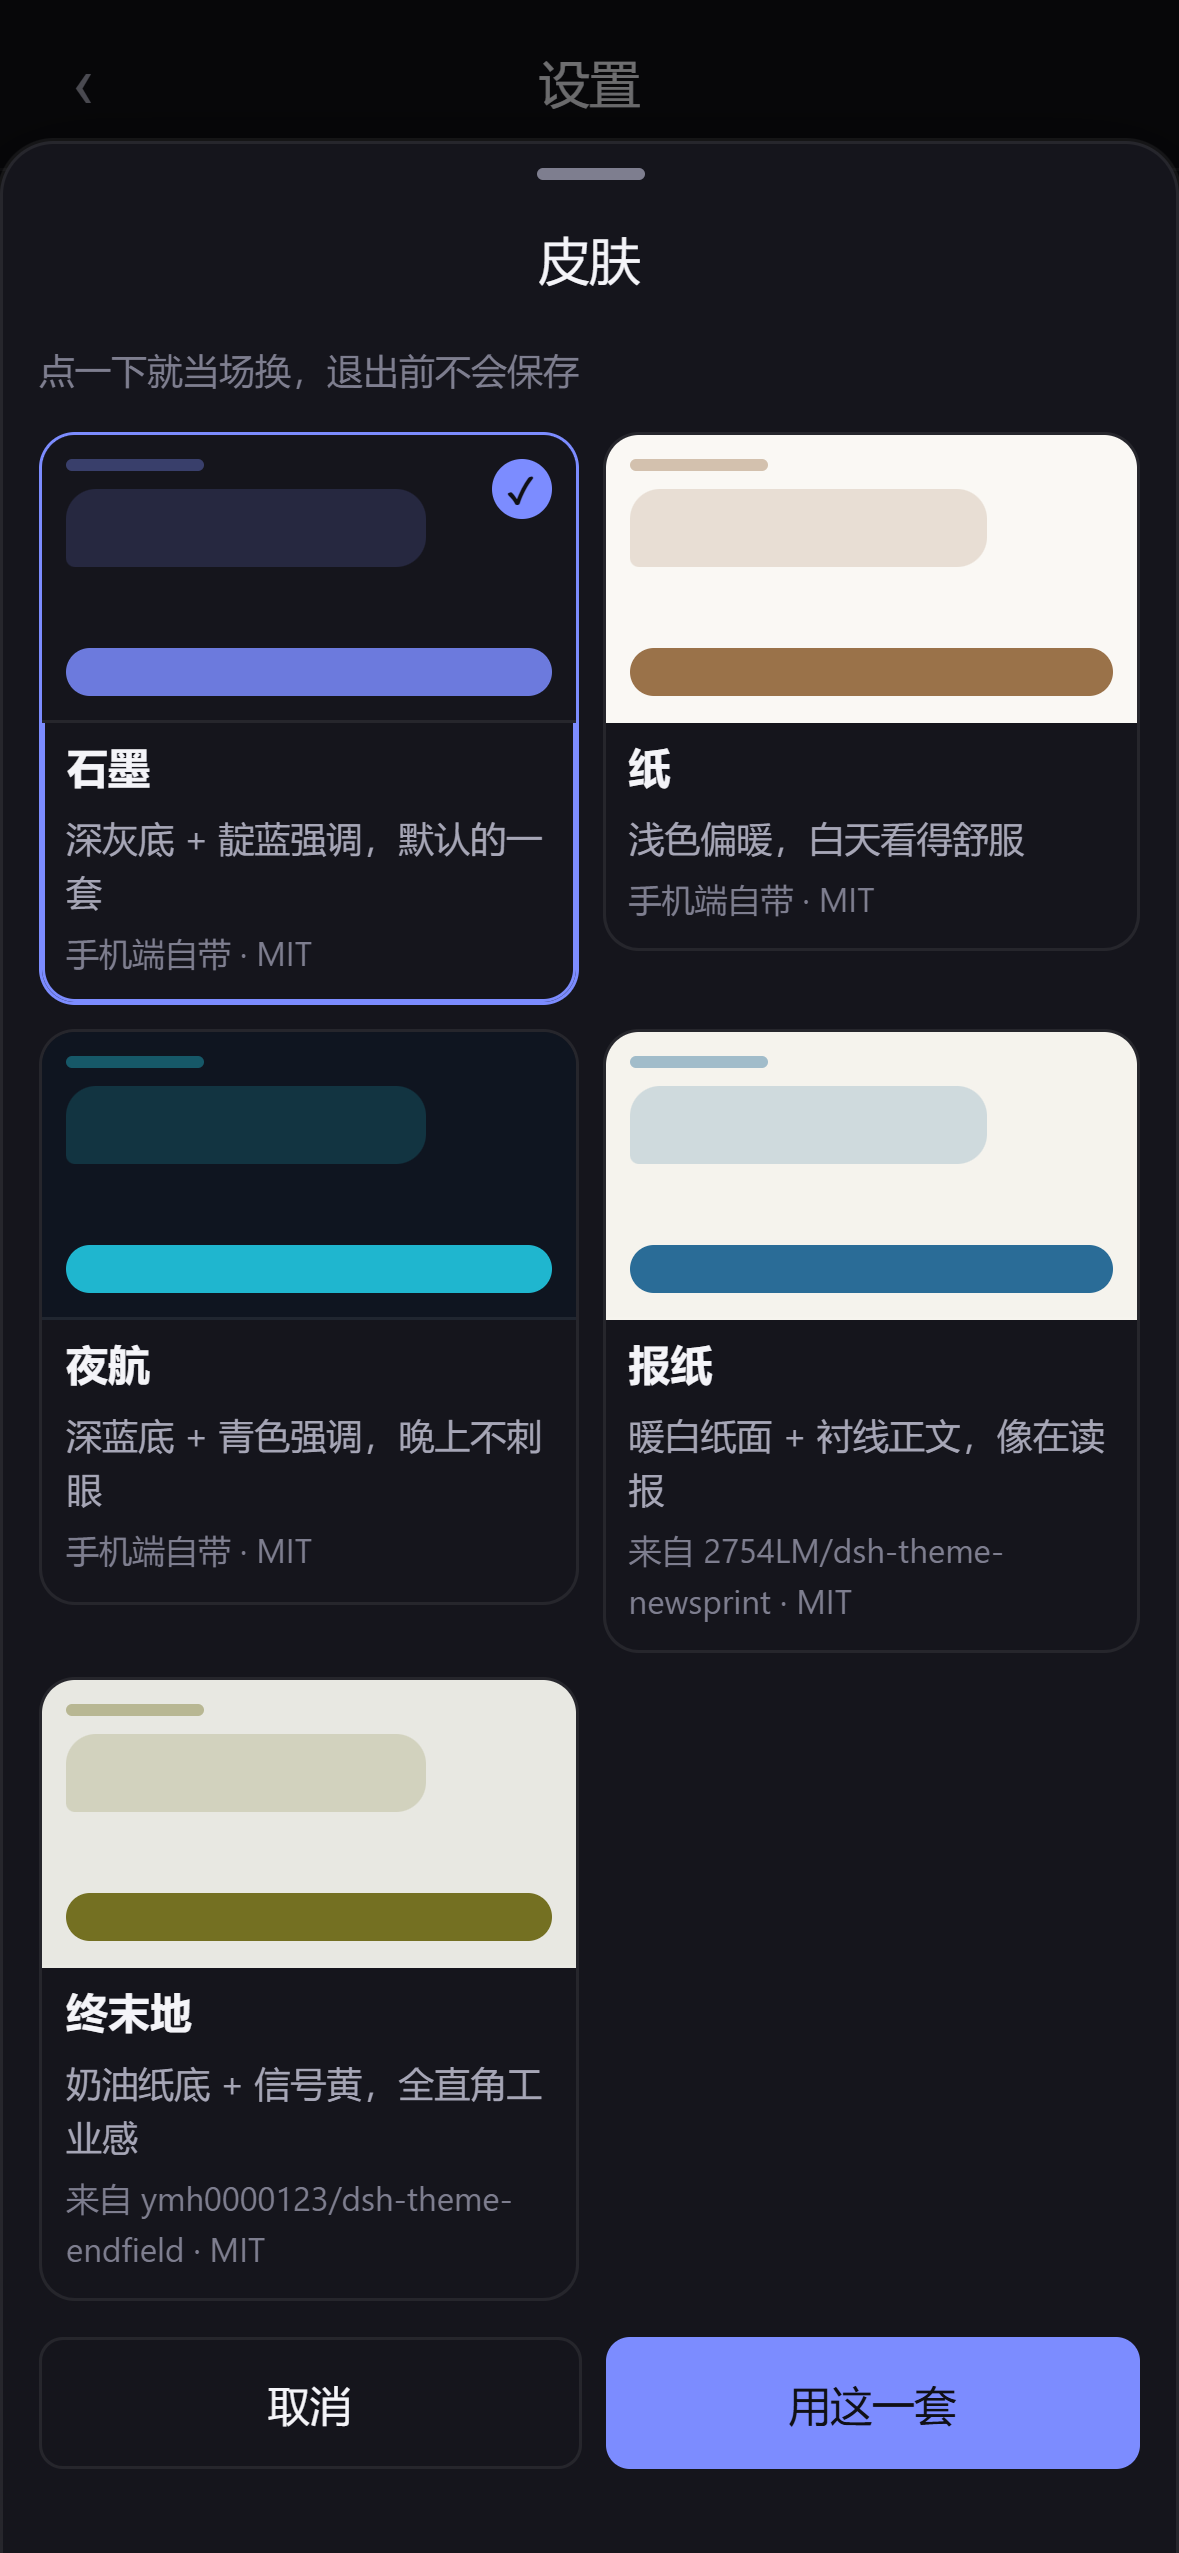 ‹
设置
皮肤
点一下就当场换，退出前不会保存
✓
石墨
深灰底 + 靛蓝强调，默认的一
套
手机端自带 · MIT
纸
浅色偏暖，白天看得舒服
手机端自带 · MIT
夜航
深蓝底 + 青色强调，晚上不刺
眼
手机端自带 · MIT
报纸
暖白纸面 + 衬线正文，像在读
报
来自 2754LM/dsh-theme-
newsprint · MIT
终末地
奶油纸底 + 信号黄，全直角工
业感
来自 ymh0000123/dsh-theme-
endfield · MIT
取消
用这一套